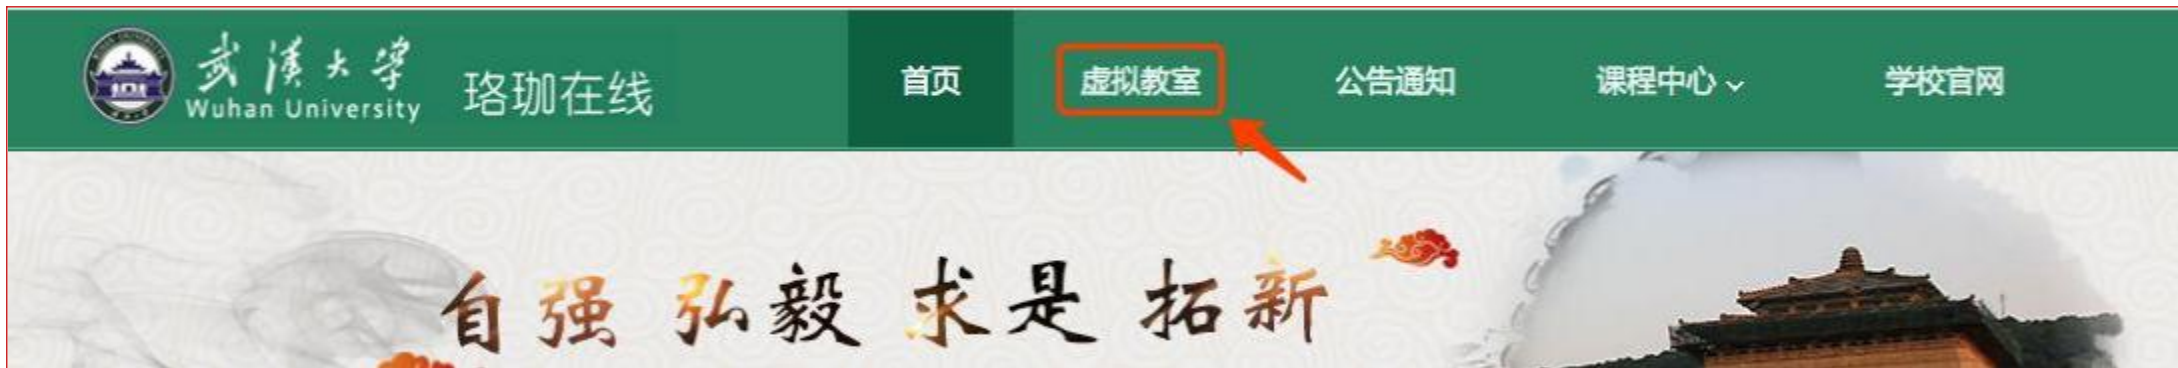 武漢大学
Wuhan University
珞珈在线
首页
虚拟教室
公告通知
课程中心
学校官网
自强 弘毅 求是 拓新